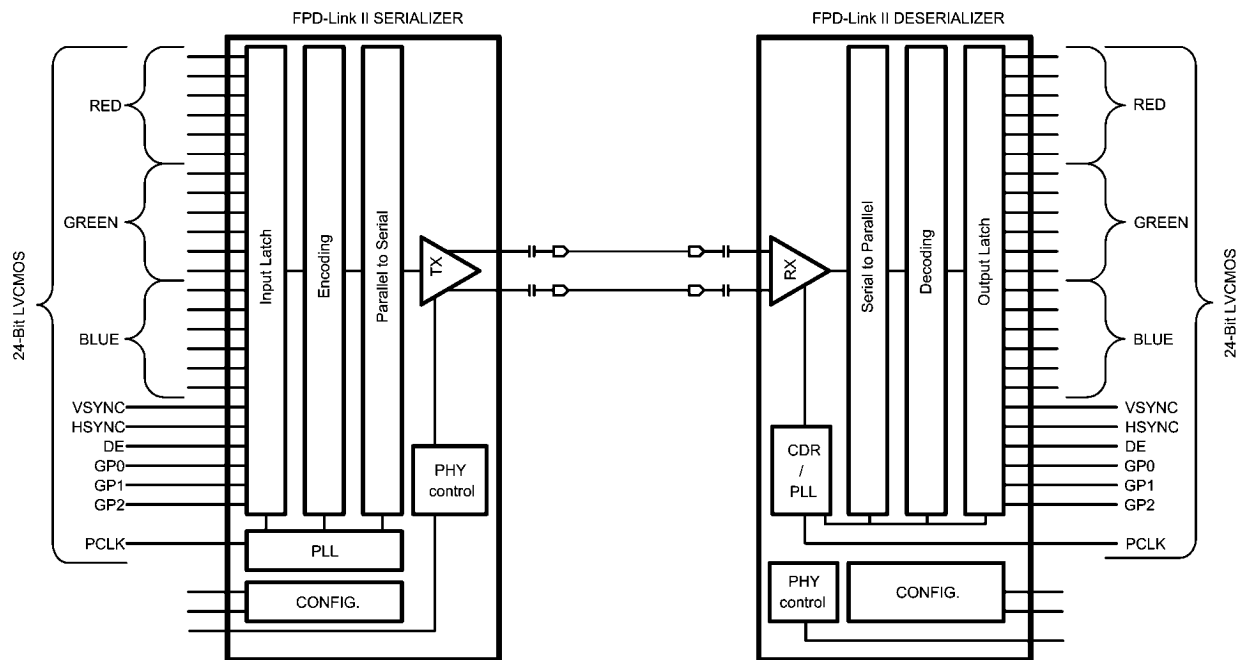 FPD-Link II SERIALIZER
FPD-Link II DESERIALIZER
24-Bit LVCMOS
RED
GREEN
BLUE
VSYNC
HSYNC
DE
GP0
GP1
GP2
PCLK
Input Latch
Encoding
Parallel to Serial
TX
PHY
control
PLL
CONFIG.
RX
CDR
/
PLL
Serial to Parallel
Decoding
Output Latch
PHY
control
CONFIG.
RED
GREEN
BLUE
VSYNC
HSYNC
DE
GP0
GP1
GP2
PCLK
24-Bit LVCMOS